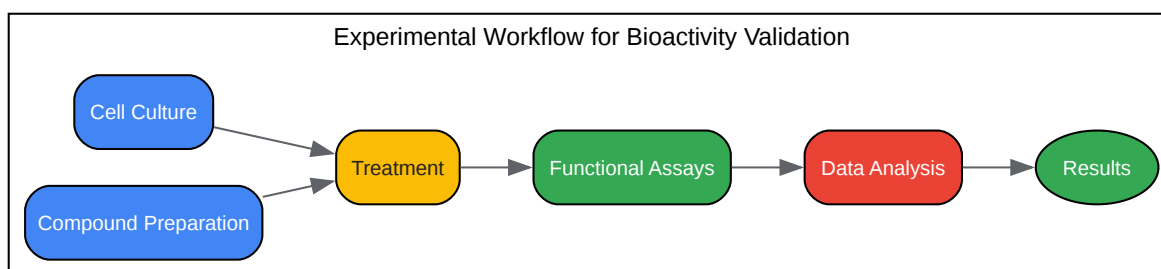 Experimental Workflow for Bioactivity Validation
Cell Culture
Compound Preparation
Treatment
Functional Assays
Data Analysis
Results